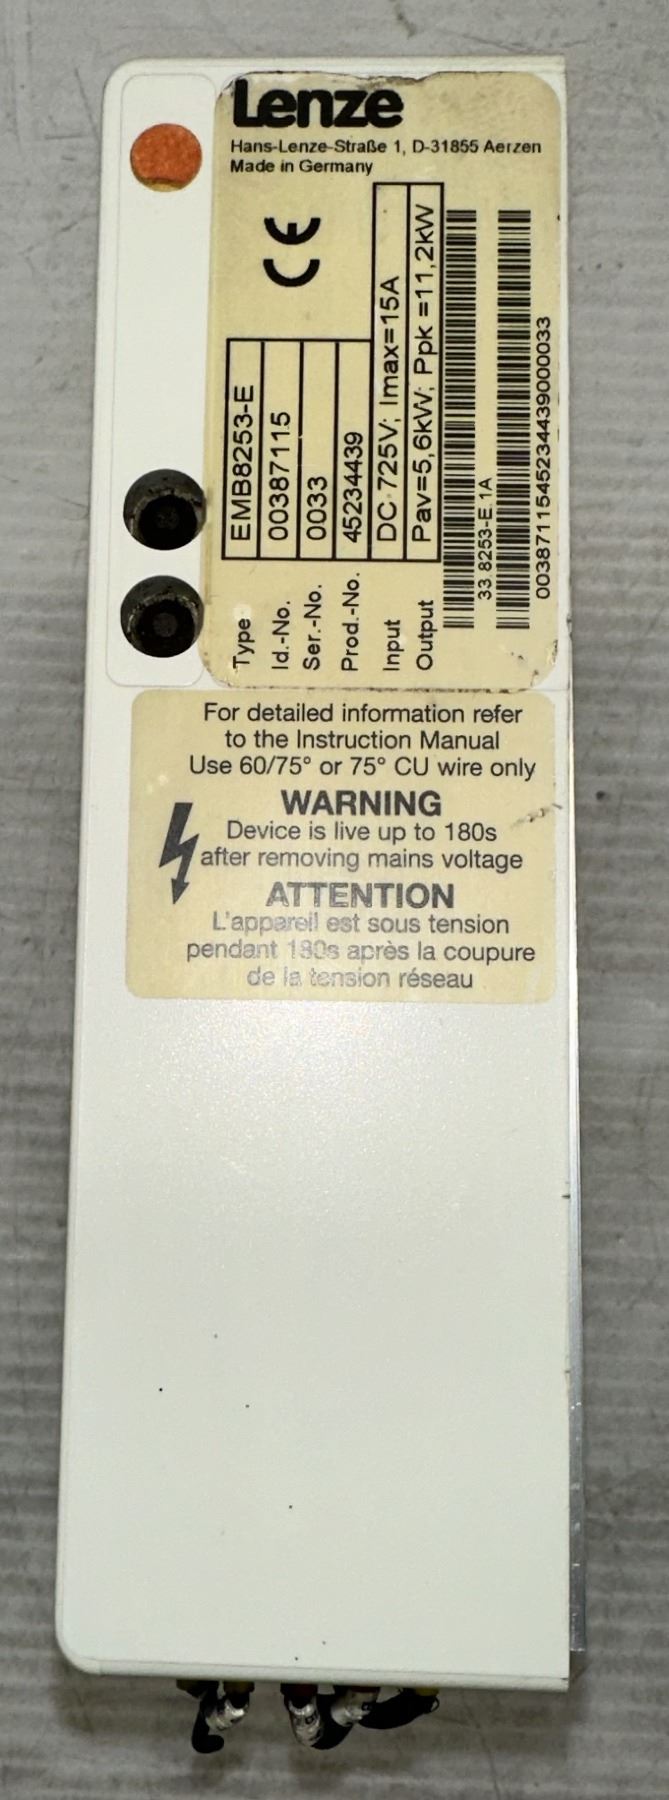 Lenze
Hans-Lenze-Straße 1, D-31855 Aerzen
Made in Germany
CE
Type EMB8253-E
Id.-No. 00387115
Ser.-No. 0033
Prod.-No. 45234439
Input DC 725V; Imax=15A
Output Pav=5,6kW; Ppk =11,2kW
33.8253-E.1A
003871154523443900​0033
For detailed information refer
to the Instruction Manual
Use 60/75° or 75° CU wire only
WARNING
Device is live up to 180s
after removing mains voltage
ATTENTION
L'appareil est sous tension
pendant 180s après la coupure
de la tension réseau